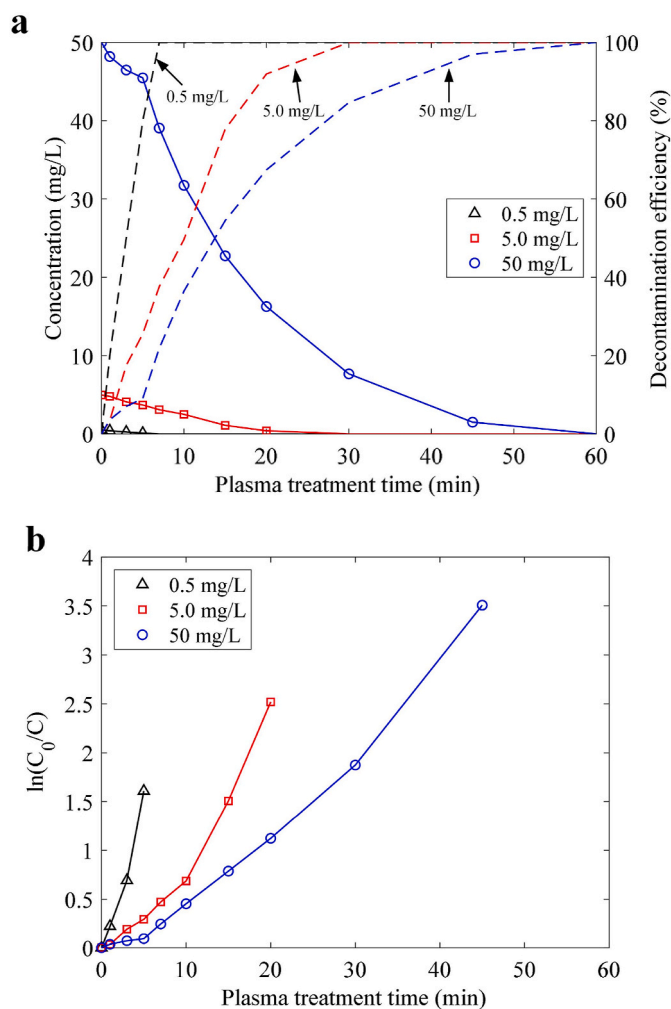 a
50
40
30
20
10
0
Concentration (mg/L)
0 10 20 30 40 50 60
Plasma treatment time (min)
100
80
60
40
20
0
Decontamination efficiency (%)
0.5 mg/L
5.0 mg/L
50 mg/L
0.5 mg/L
5.0 mg/L
50 mg/L
b
4
3.5
3
2.5
2
1.5
1
0.5
0
ln(C₀/C)
0.5 mg/L
5.0 mg/L
50 mg/L
0 10 20 30 40 50 60
Plasma treatment time (min)